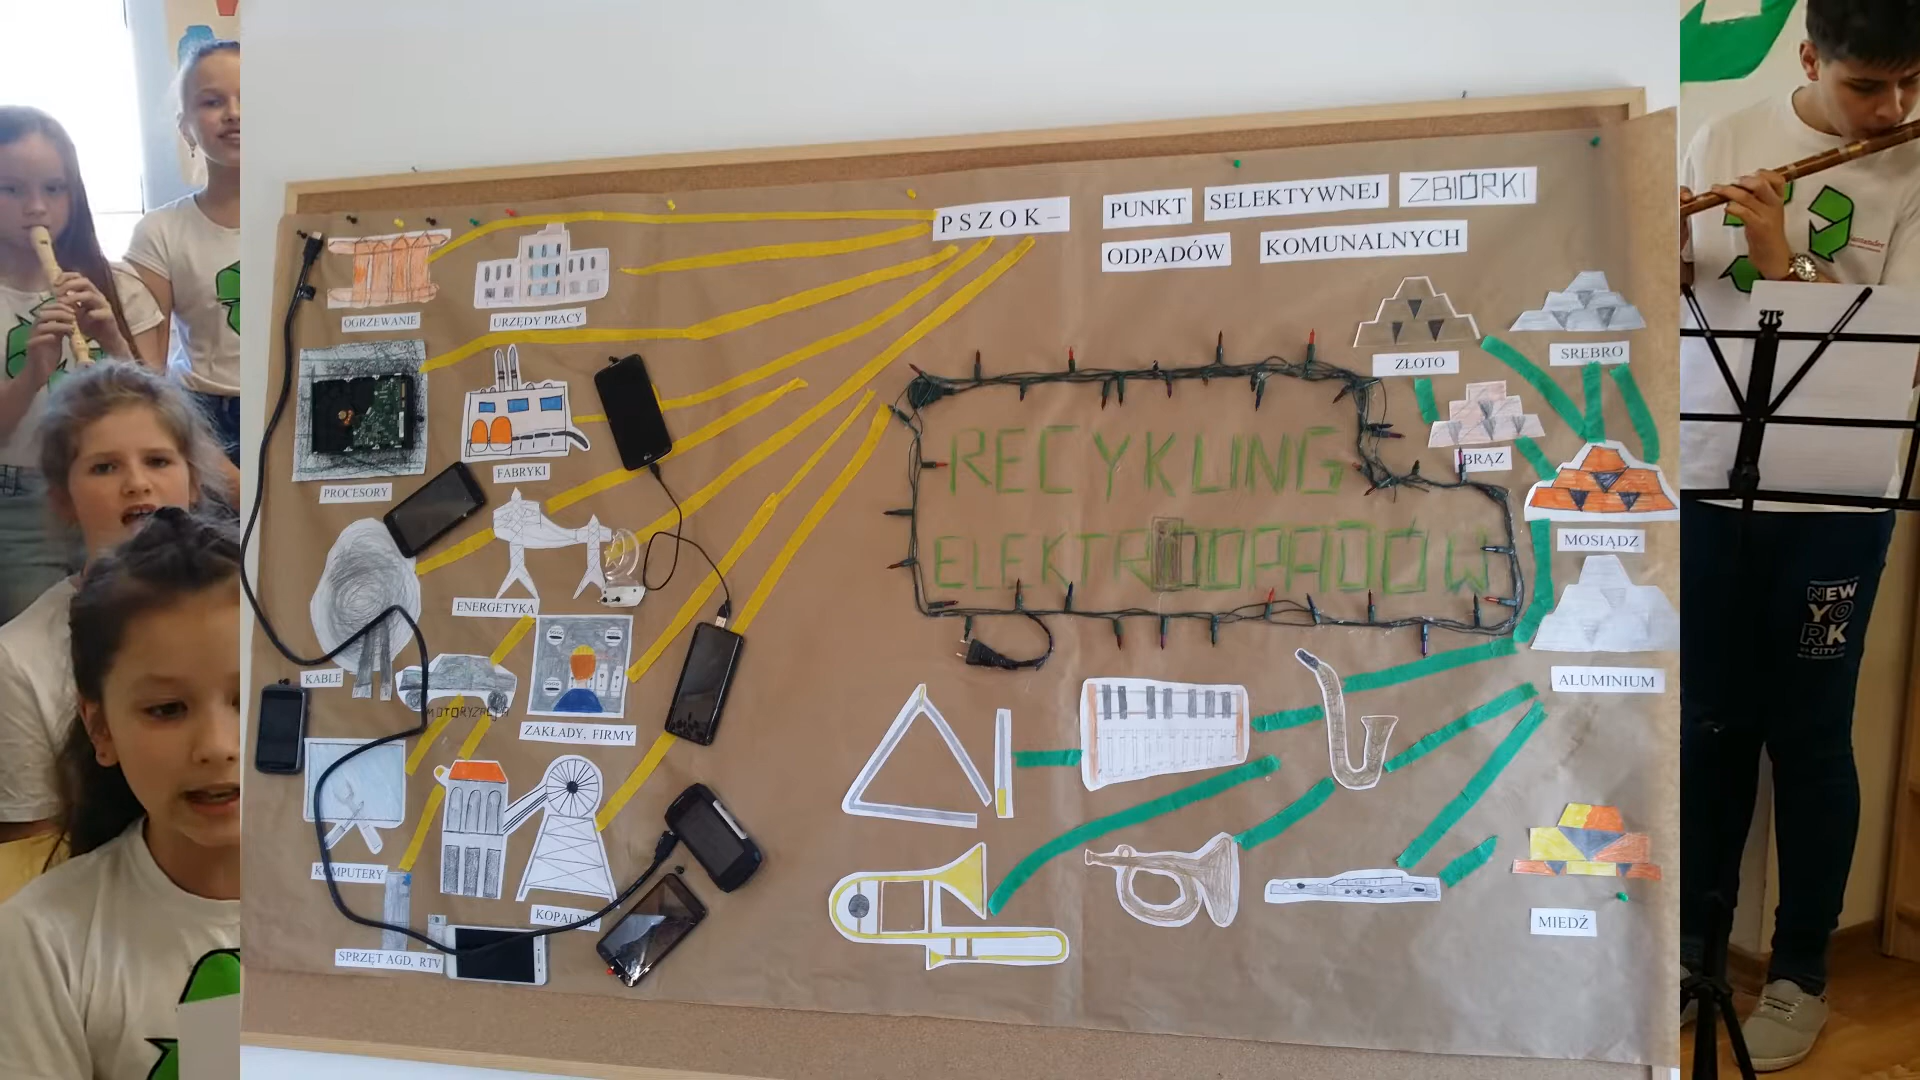 PSZOK –
PUNKT SELEKTYWNEJ ZBIÓRKI
ODPADÓW KOMUNALNYCH
OGRZEWANIE
URZĘDY PRACY
PROCESORY
FABRYKI
ENERGETYKA
KABLE
MOTORYZACJA
ZAKŁADY, FIRMY
KOMPUTERY
KOPALNIE
SPRZĘT AGD, RTV
RECYKLING
ELEKTROODPADÓW
ZŁOTO
SREBRO
BRĄZ
MOSIĄDZ
ALUMINIUM
MIEDŹ
NEW
YO
RK
CITY